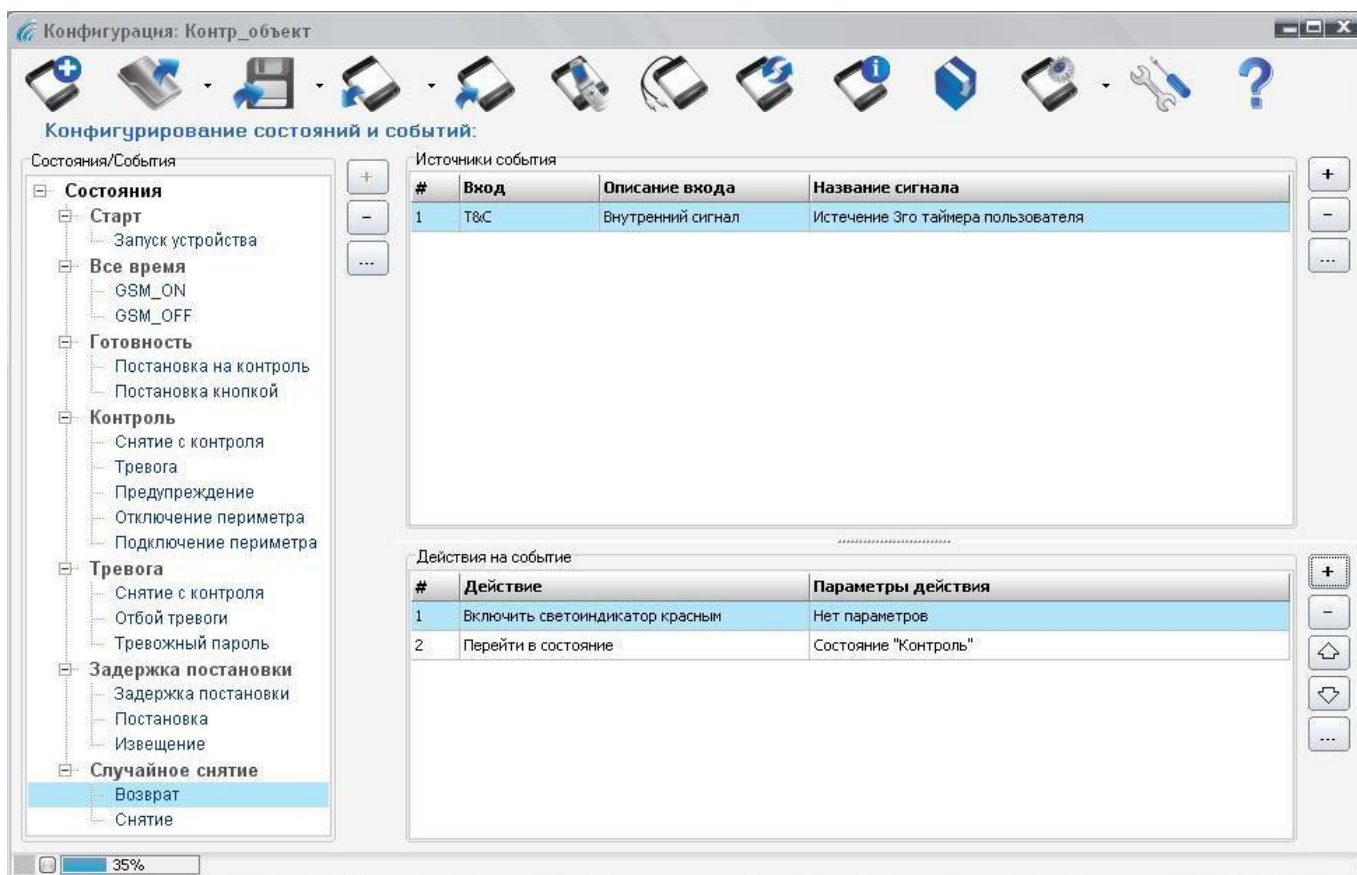 Конфигурация: Контр_объект
Конфигурирование состояний и событий:
Состояния/События
Состояния
Старт
Запуск устройства
Все время
GSM_ON
GSM_OFF
Готовность
Постановка на контроль
Постановка кнопкой
Контроль
Снятие с контроля
Тревога
Предупреждение
Отключение периметра
Подключение периметра
Тревога
Снятие с контроля
Отбой тревоги
Тревожный пароль
Задержка постановки
Задержка постановки
Постановка
Извещение
Случайное снятие
Возврат
Снятие
+
-
...
Источники события
# Вход Описание входа Название сигнала
1 T&C Внутренний сигнал Истечение 3го таймера пользователя
+
-
...
Действия на событие
# Действие Параметры действия
1 Включить светоиндикатор красным Нет параметров
2 Перейти в состояние Состояние "Контроль"
+
-
...
35%